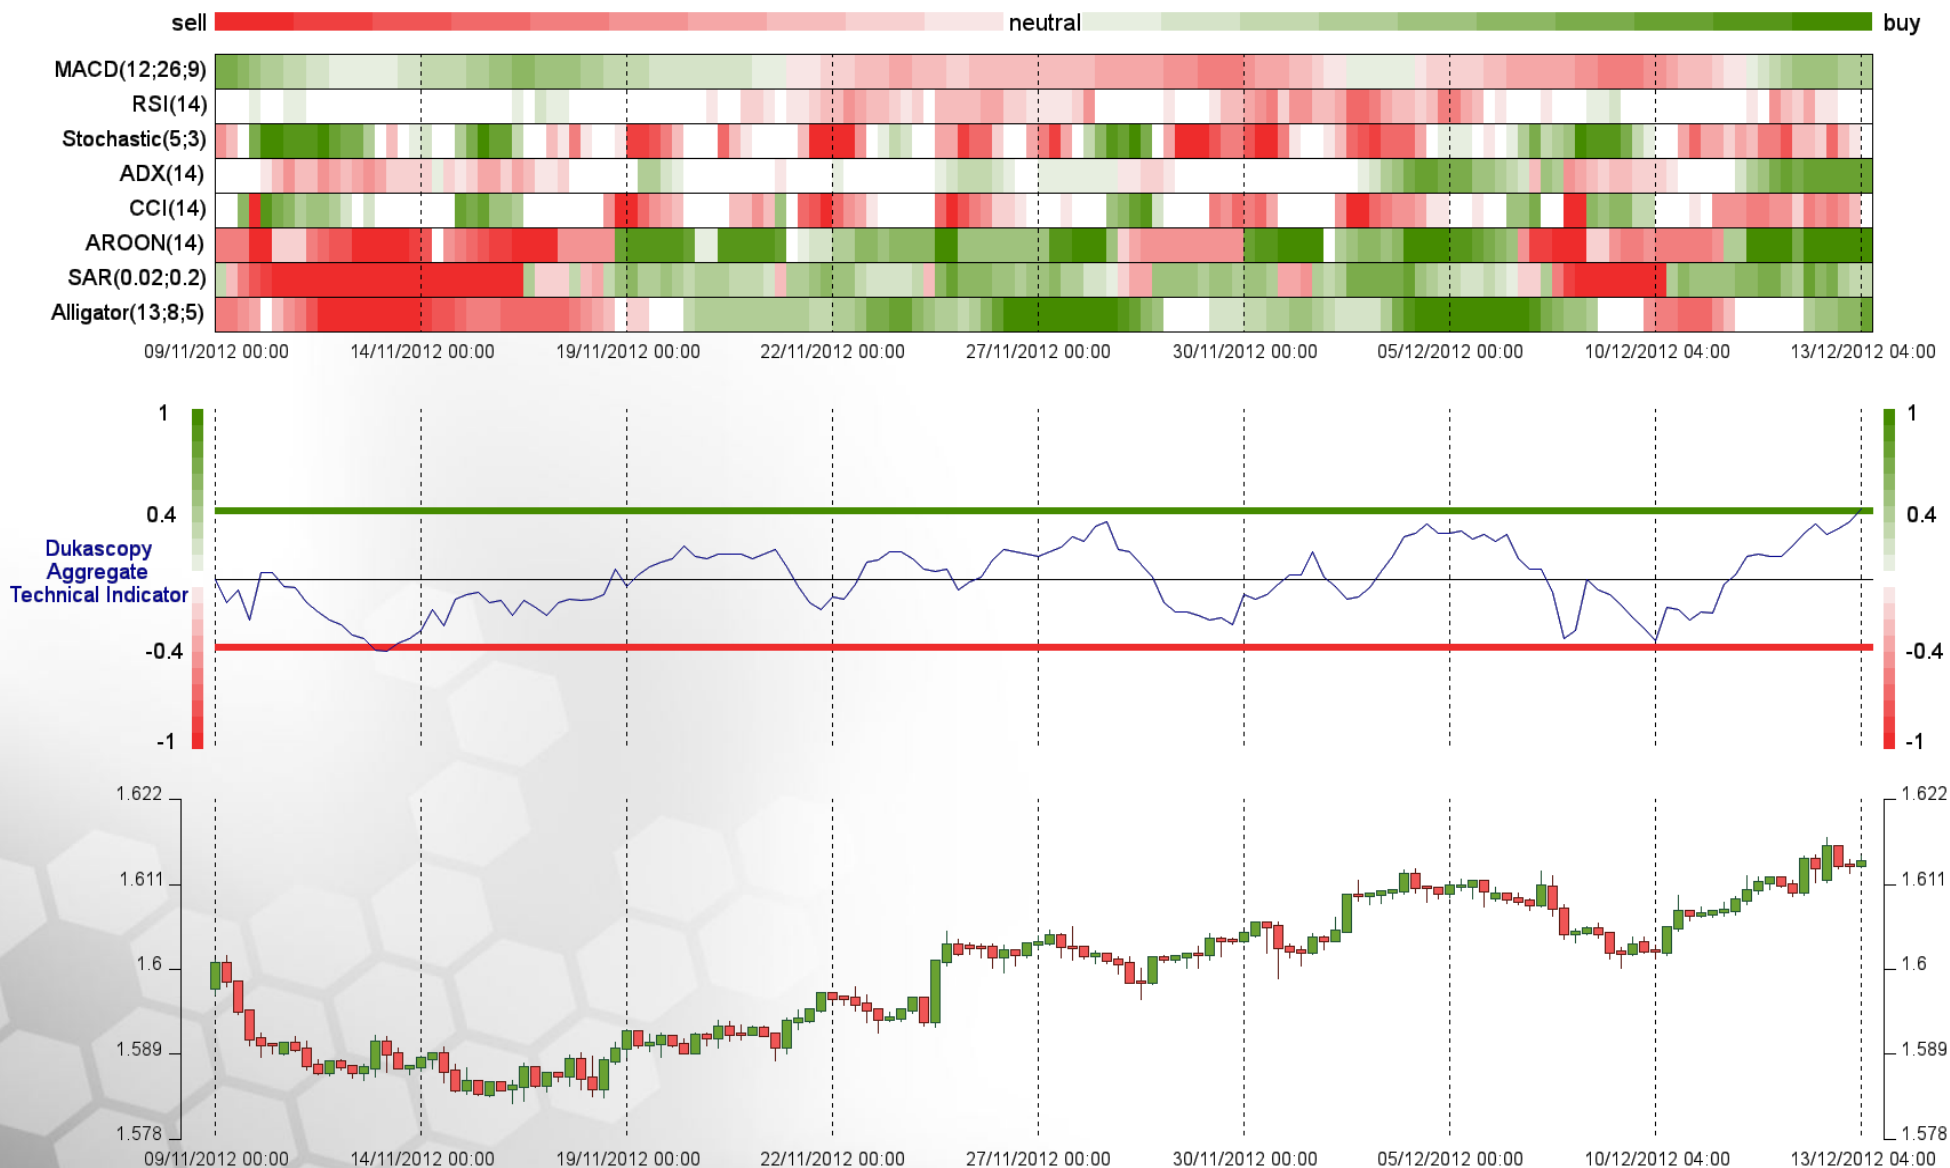 sell neutral buy
MACD(12;26;9)
RSI(14)
Stochastic(5;3)
ADX(14)
CCI(14)
AROON(14)
SAR(0.02;0.2)
Alligator(13;8;5)
09/11/2012 00:00 14/11/2012 00:00 19/11/2012 00:00 22/11/2012 00:00 27/11/2012 00:00 30/11/2012 00:00 05/12/2012 00:00 10/12/2012 04:00 13/12/2012 04:00
1 1
0.4 0.4
Dukascopy
Aggregate
Technical Indicator
-0.4 -0.4
-1 -1
1.622 1.622
1.611 1.611
1.6 1.6
1.589 1.589
1.578 1.578
09/11/2012 00:00 14/11/2012 00:00 19/11/2012 00:00 22/11/2012 00:00 27/11/2012 00:00 30/11/2012 00:00 05/12/2012 00:00 10/12/2012 04:00 13/12/2012 04:00